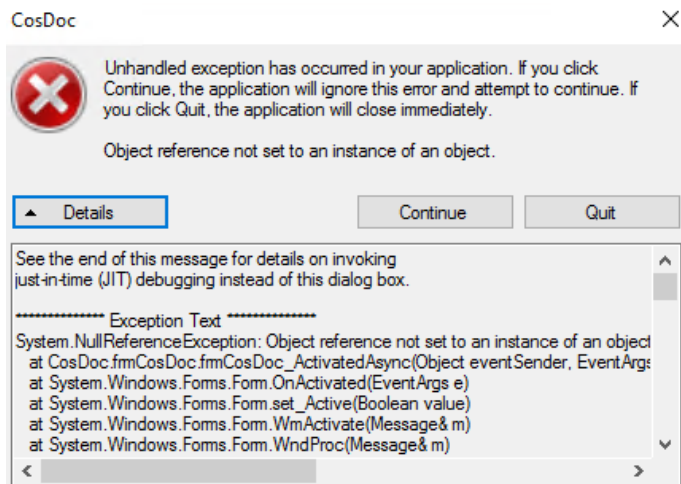 CosDoc
Unhandled exception has occurred in your application. If you click
Continue, the application will ignore this error and attempt to continue. If
you click Quit, the application will close immediately.
Object reference not set to an instance of an object.
Details
Continue
Quit
See the end of this message for details on invoking
just-in-time (JIT) debugging instead of this dialog box.
************** Exception Text **************
System.NullReferenceException: Object reference not set to an instance of an object
at CosDoc.frmCosDoc.frmCosDoc_ActivatedAsync(Object eventSender, EventArgs
at System.Windows.Forms.Form.OnActivated(EventArgs e)
at System.Windows.Forms.Form.set_Active(Boolean value)
at System.Windows.Forms.Form.WmActivate(Message& m)
at System.Windows.Forms.Form.WndProc(Message& m)